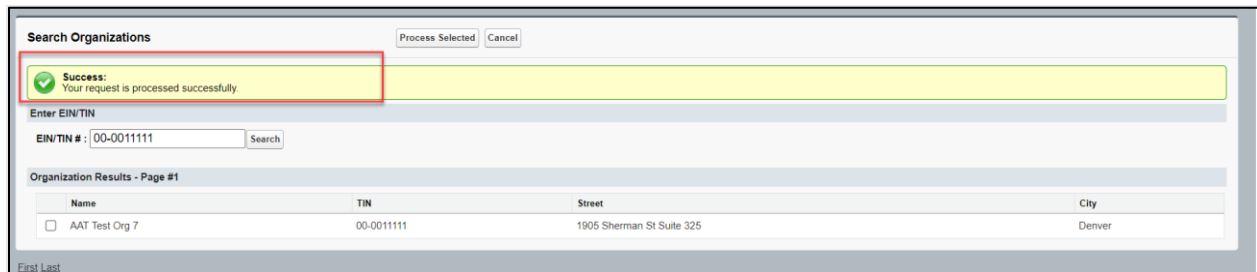 Search Organizations
Process Selected Cancel
Success:
Your request is processed successfully.
Enter EIN/TIN
EIN/TIN # : 00-0011111 Search
Organization Results - Page #1
Name TIN Street City
AAT Test Org 7 00-0011111 1905 Sherman St Suite 325 Denver
First Last